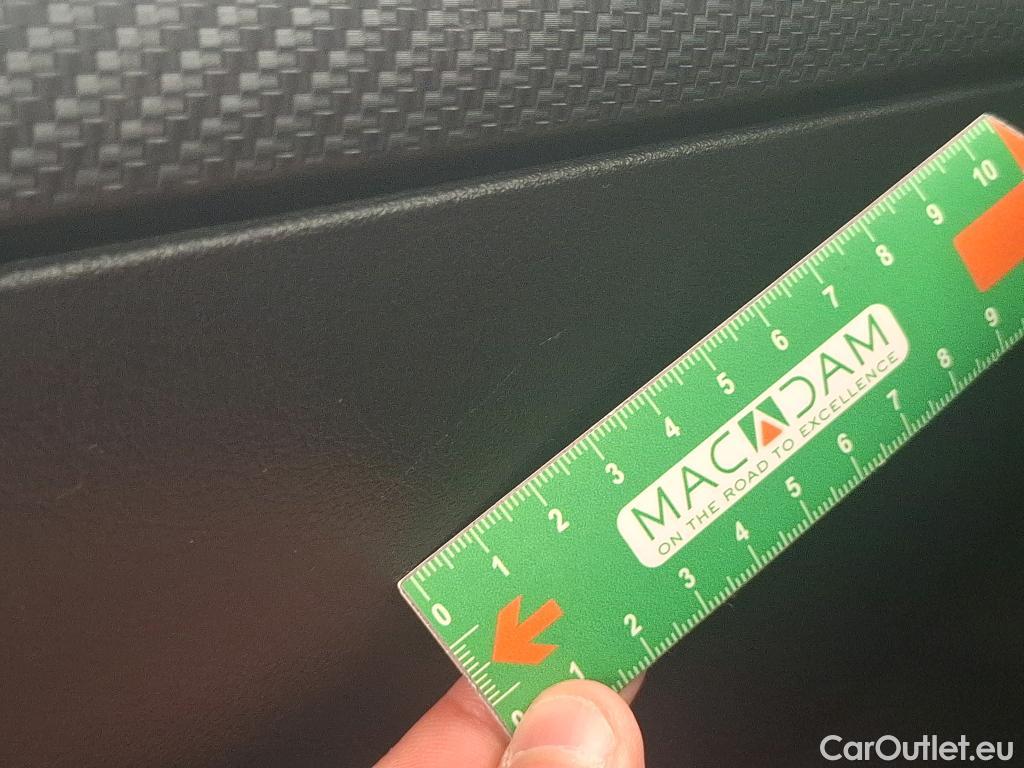 0 1 2 3 4 5 6 7 8 9 10
MACADAM
ON THE ROAD TO EXCELLENCE
0 1 2 3 4 5 6 7 8 9
CarOutlet.eu